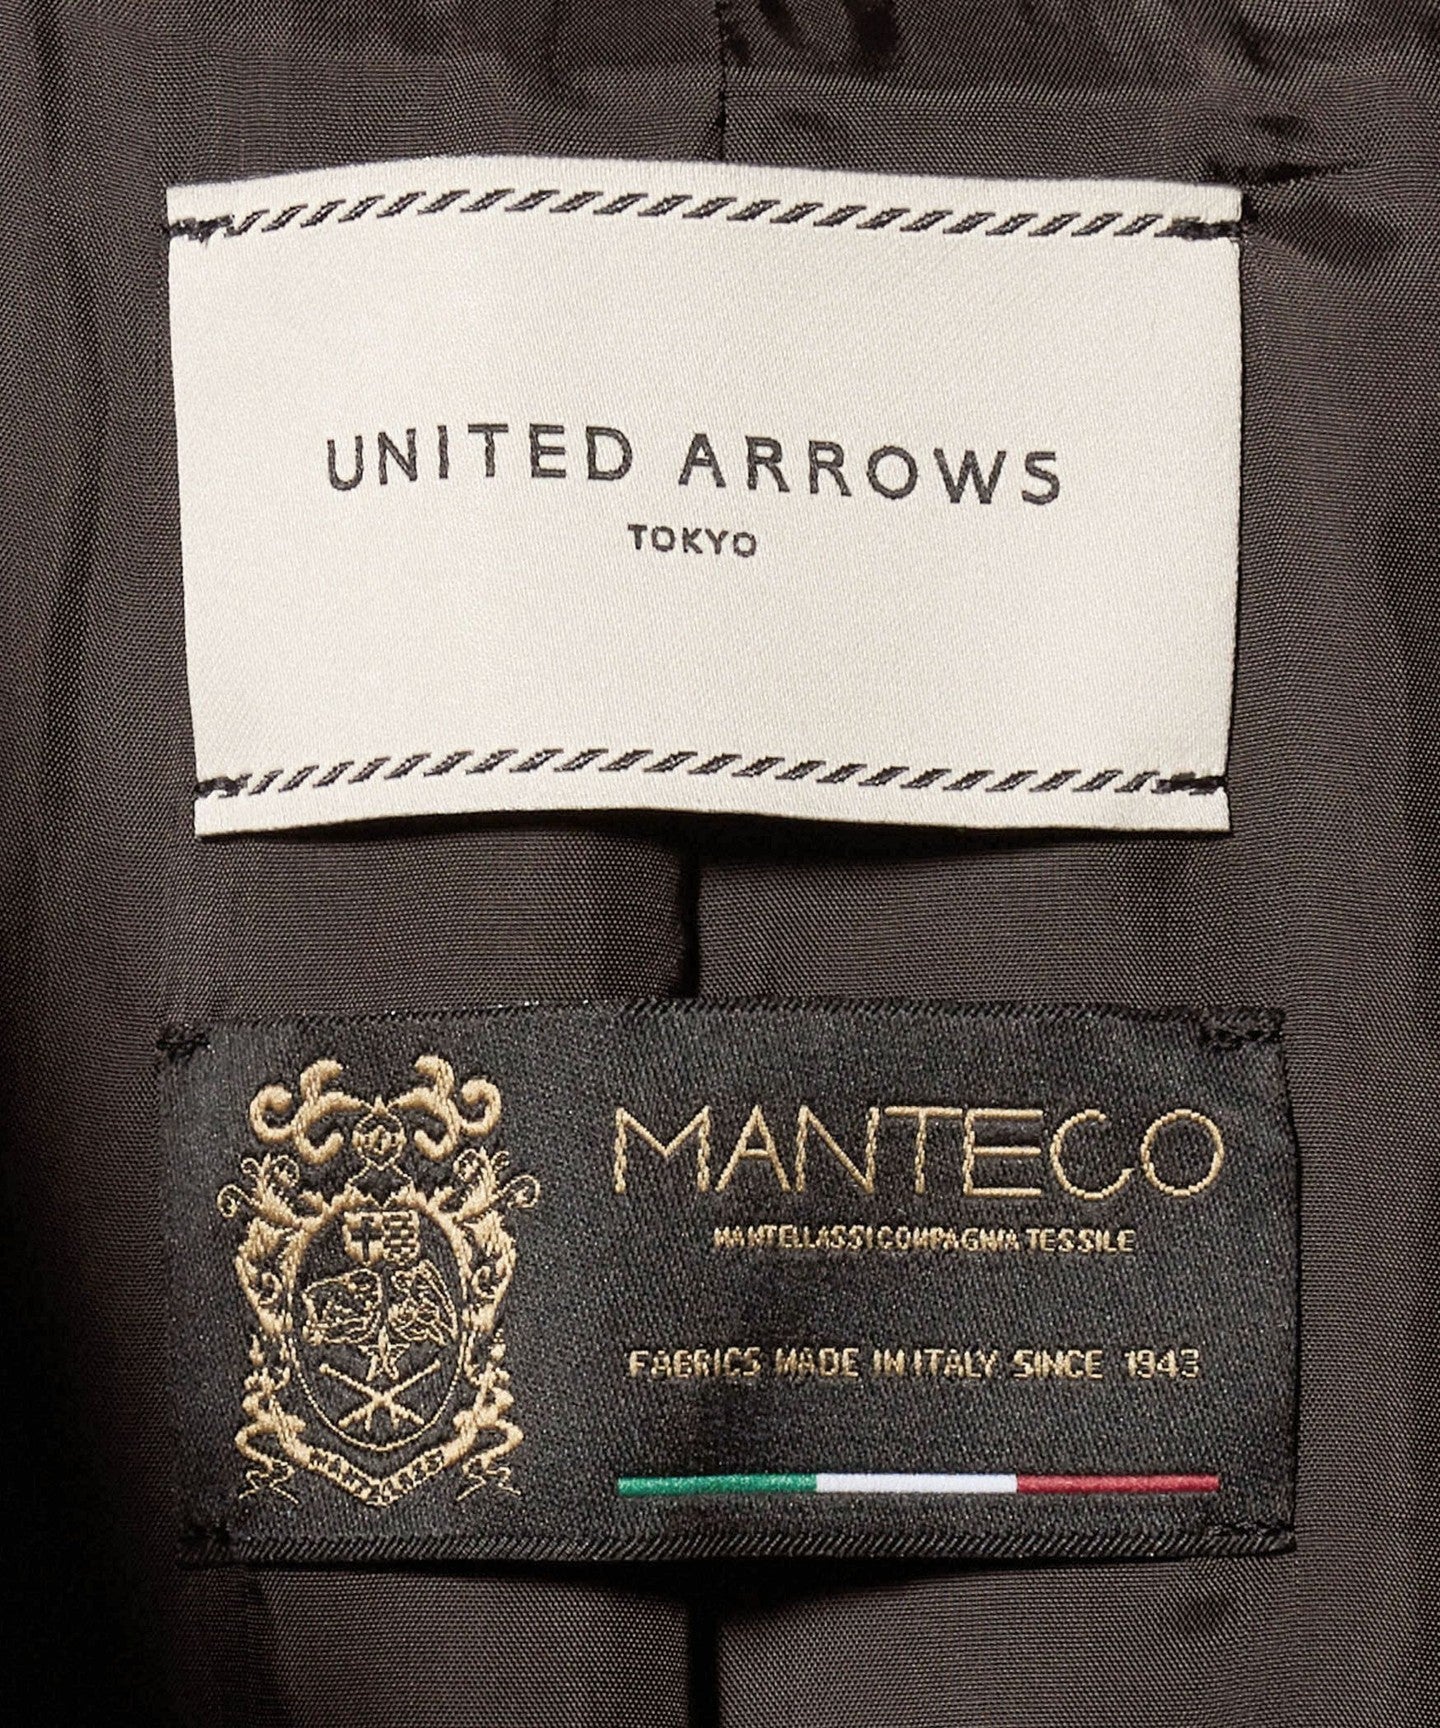 UNITED ARROWS
TOKYO
MANTECO
MANTELLASSI COMPAGNIA TESSILE
FABRICS MADE IN ITALY SINCE 1943